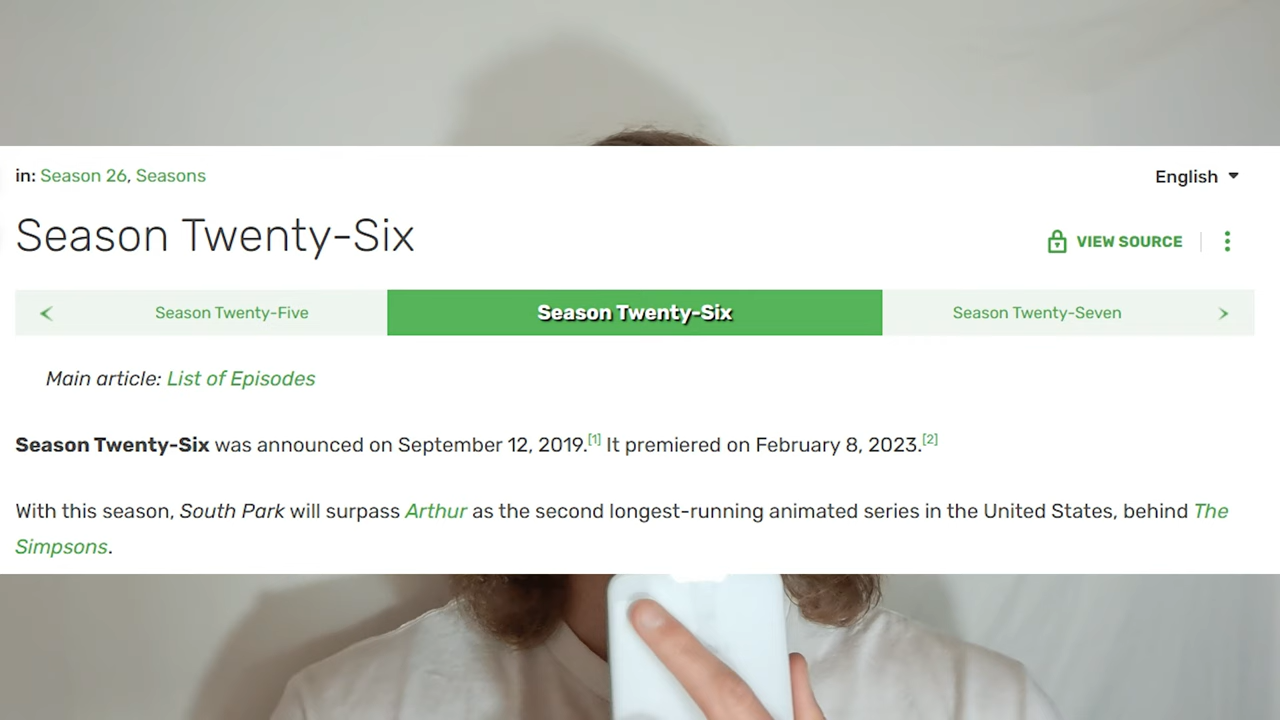 in: Season 26, Seasons
English
Season Twenty-Six
VIEW SOURCE
Season Twenty-Five
Season Twenty-Six
Season Twenty-Seven
Main article: List of Episodes
Season Twenty-Six was announced on September 12, 2019.[1] It premiered on February 8, 2023.[2]
With this season, South Park will surpass Arthur as the second longest-running animated series in the United States, behind The
Simpsons.